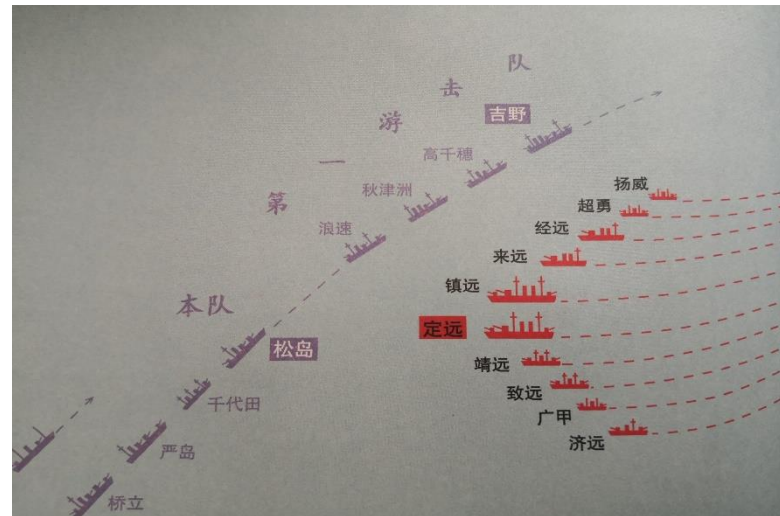 第一游击队
吉野
高千穗
秋津洲
浪速
本队
松岛
千代田
严岛
桥立
扬威
超勇
经远
来远
镇远
定远
靖远
致远
广甲
济远